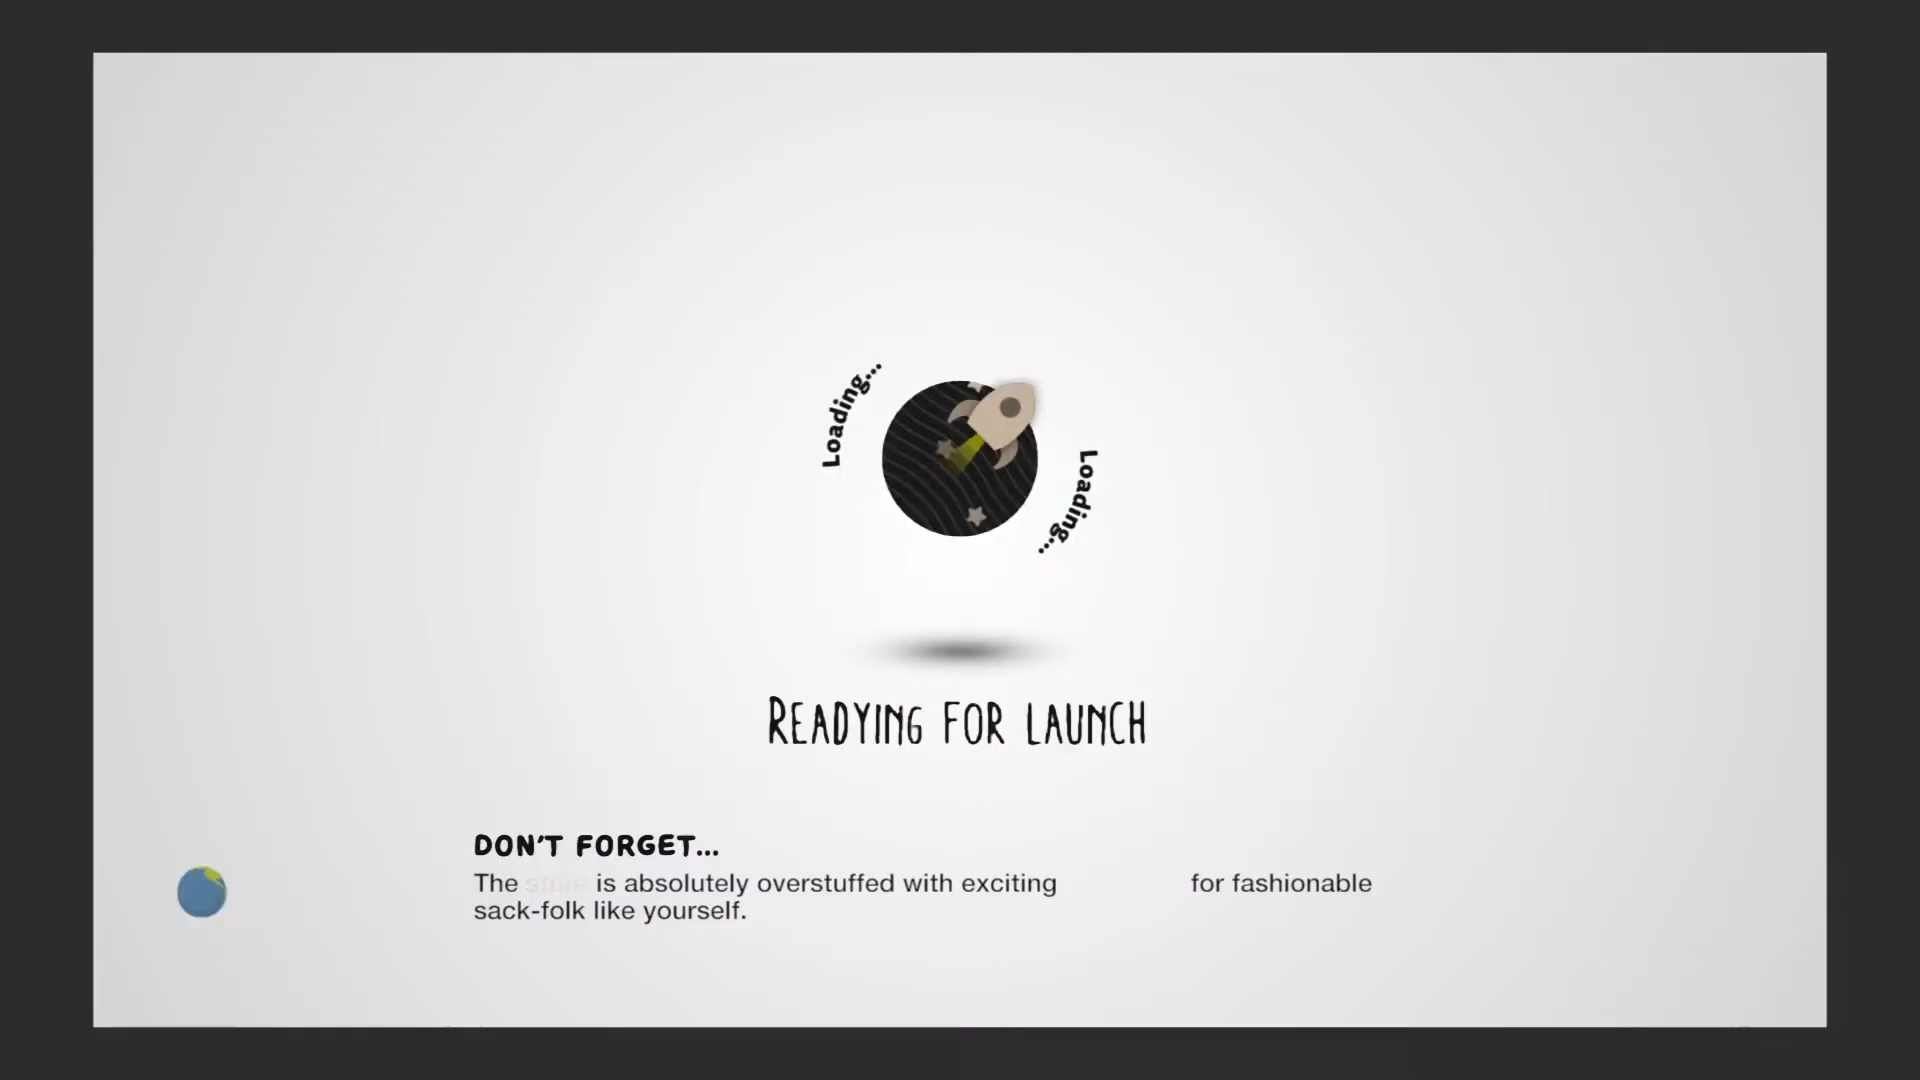 Loading...
Loading...
READYING FOR LAUNCH
DON'T FORGET...
The store is absolutely overstuffed with exciting for fashionable
sack-folk like yourself.